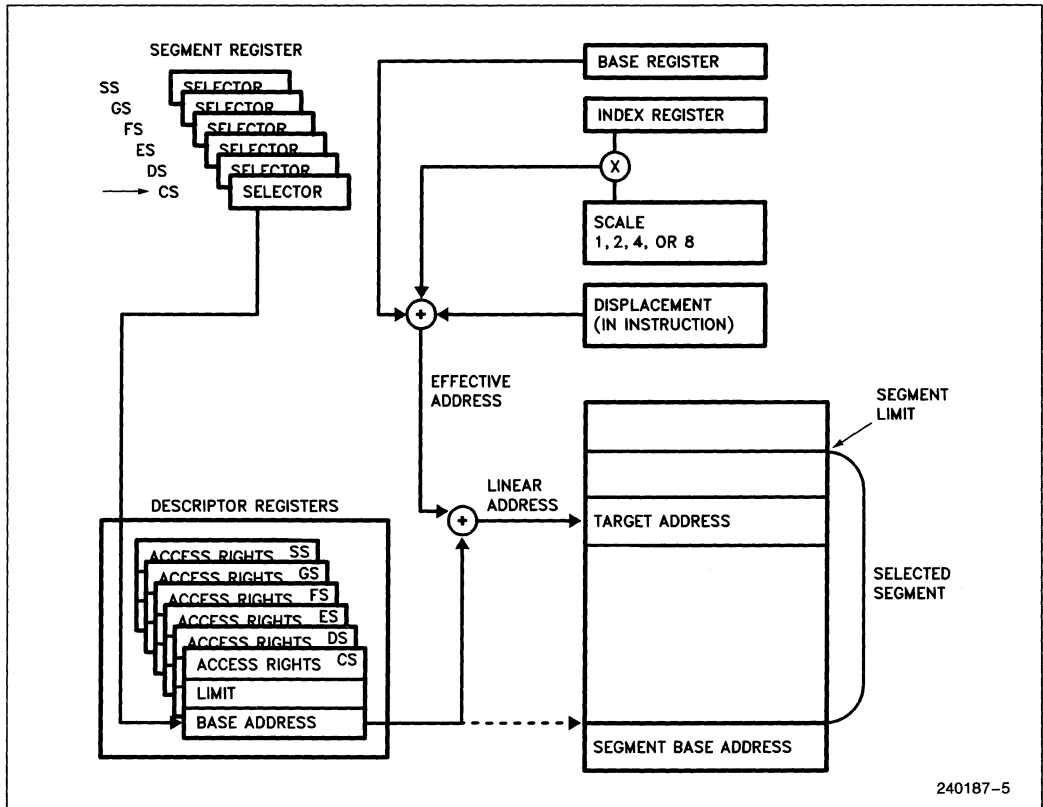 SEGMENT REGISTER
SS
GS
FS
ES
DS
CS
SELECTOR
SELECTOR
SELECTOR
SELECTOR
SELECTOR
SELECTOR
BASE REGISTER
INDEX REGISTER
X
SCALE
1, 2, 4, OR 8
DISPLACEMENT
(IN INSTRUCTION)
+
EFFECTIVE
ADDRESS
SEGMENT
LIMIT
LINEAR
ADDRESS
+
TARGET ADDRESS
SELECTED
SEGMENT
SEGMENT BASE ADDRESS
DESCRIPTOR REGISTERS
ACCESS RIGHTS SS
ACCESS RIGHTS GS
ACCESS RIGHTS FS
ACCESS RIGHTS ES
ACCESS RIGHTS DS
ACCESS RIGHTS CS
LIMIT
BASE ADDRESS
240187-5